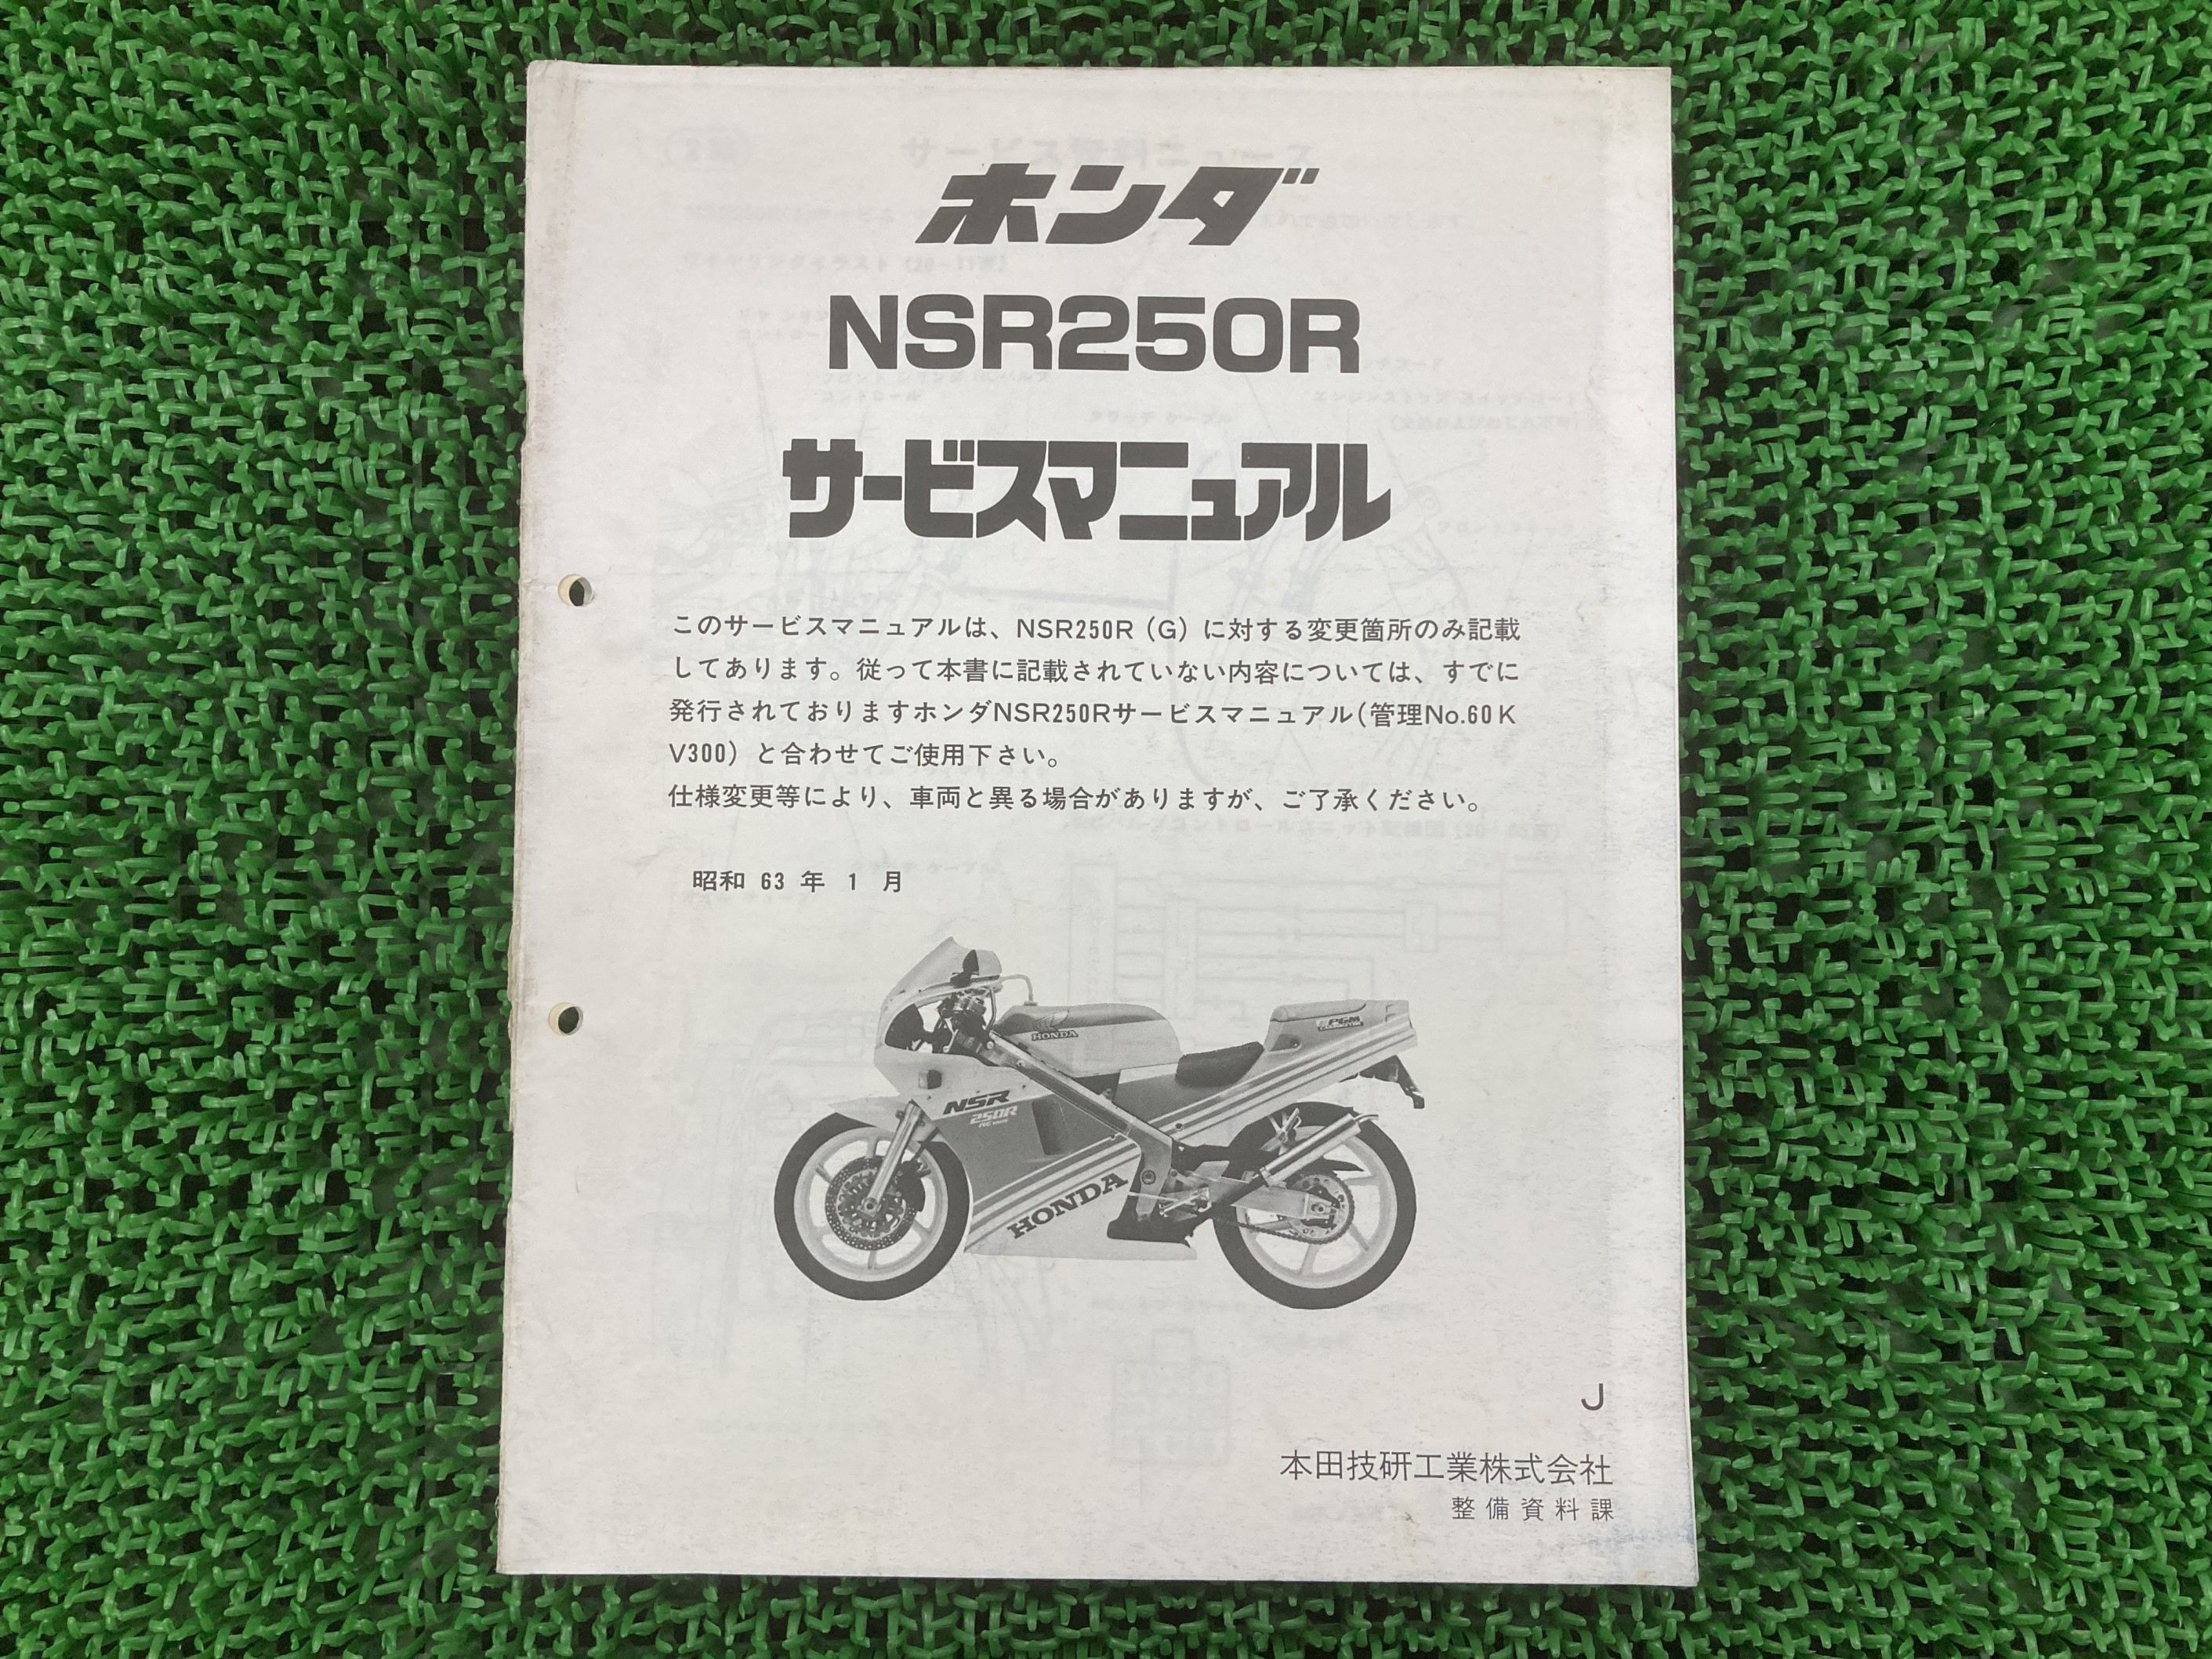 ホンダ
NSR250R
サービスマニュアル
このサービスマニュアルは、NSR250R（G）に対する変更箇所のみ記載
してあります。従って本書に記載されていない内容については、すでに
発行されておりますホンダNSR250Rサービスマニュアル(管理No.60K
V300）と合わせてご使用下さい。
仕様変更等により、車両と異る場合がありますが、ご了承ください。
昭和 63 年 1 月
HONDA
PGM
NSR
250R
HONDA
J
本田技研工業株式会社
整備資料課